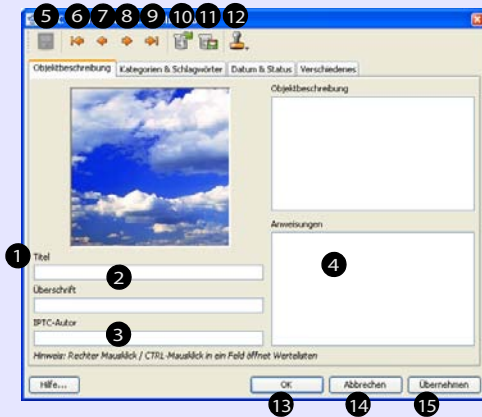 5 6 7 8 9 10 11 12
Objektbeschreibung Kategorien & Schlagwörter Datum & Status Verschiedenes
Objektbeschreibung
Anweisungen
4
1
Titel
2
Überschrift
IPTC-Autor
3
Hinweis: Rechter Mausklick / CTRL-Mausklick in ein Feld öffnet Wertelisten
Hilfe... OK Abbrechen Übernehmen
13 14 15